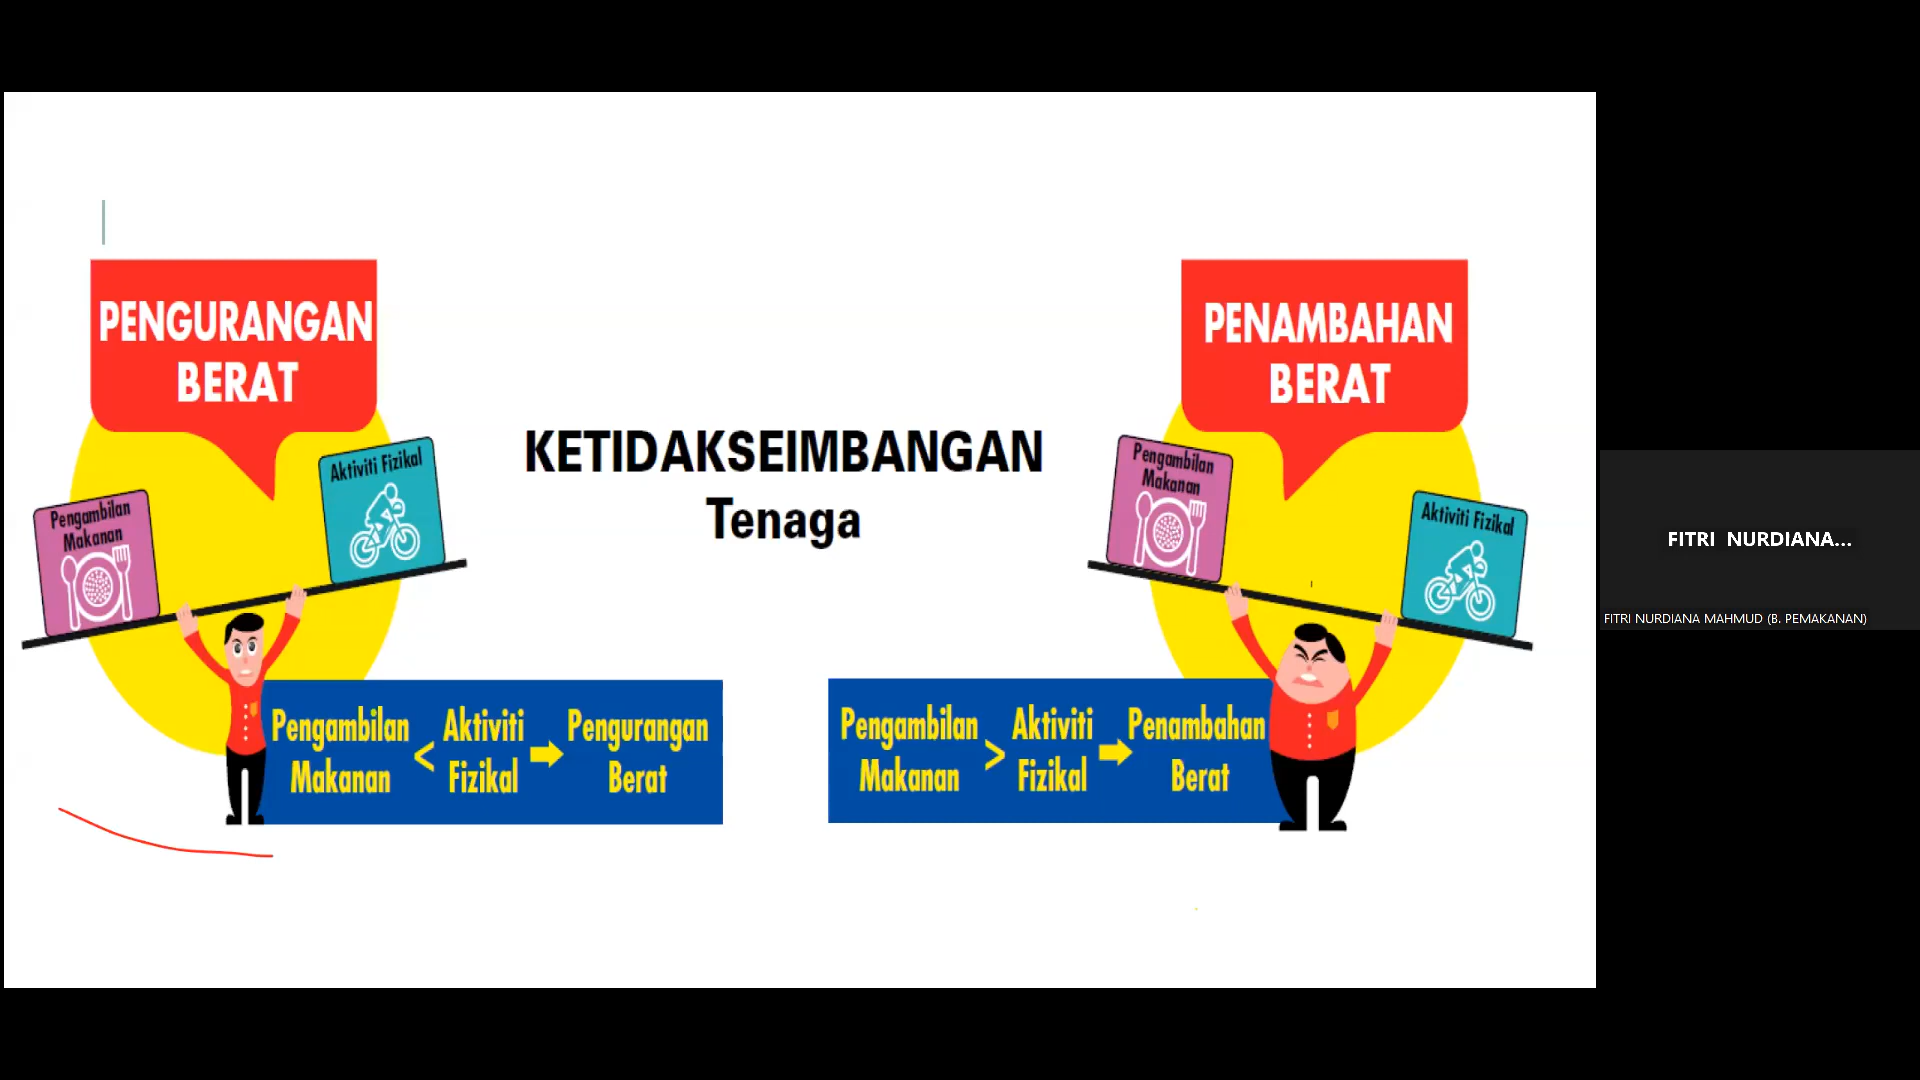 PENGURANGAN
BERAT
Pengambilan
Makanan
Aktiviti Fizikal
KETIDAKSEIMBANGAN
Tenaga
PENAMBAHAN
BERAT
Pengambilan
Makanan
Aktiviti Fizikal
Pengambilan
Makanan
<
Aktiviti
Fizikal
Pengurangan
Berat
Pengambilan
Makanan
>
Aktiviti
Fizikal
Penambahan
Berat
FITRI NURDIANA...
FITRI NURDIANA MAHMUD (B. PEMAKANAN)